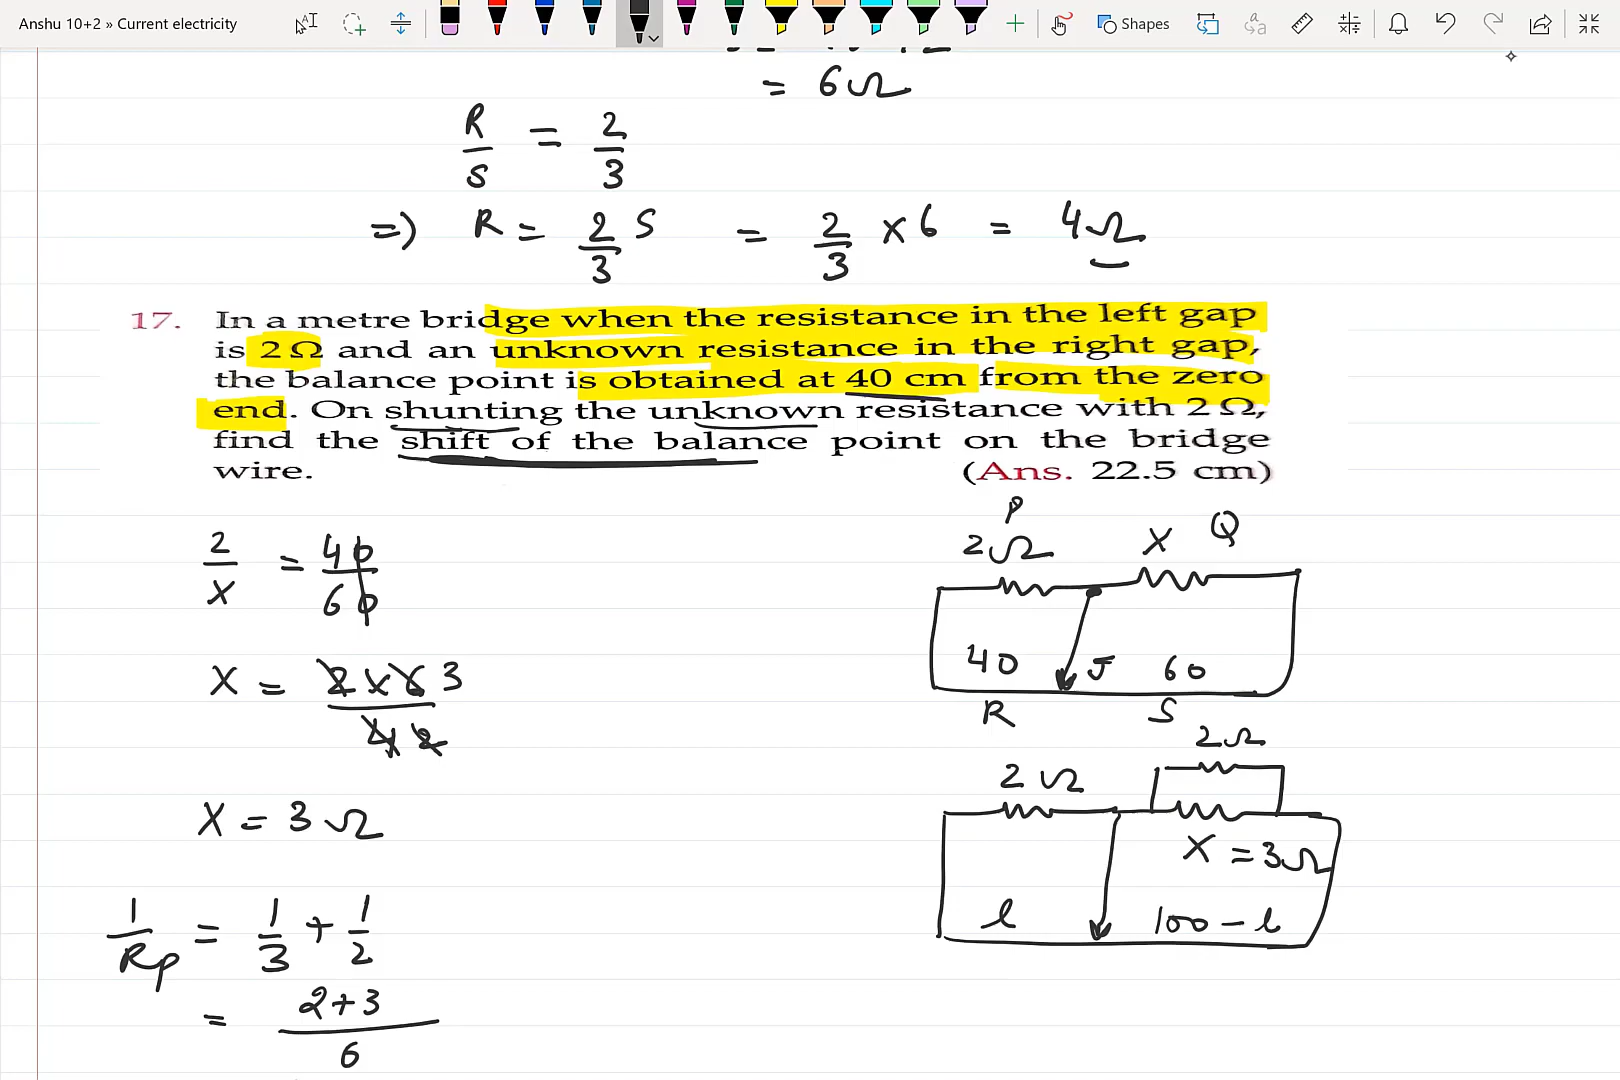 Anshu 10+2 » Current electricity
Shapes
= 6Ω
R/S = 2/3
=> R = 2/3 S = 2/3 × 6 = 4Ω
17. In a metre bridge when the resistance in the left gap
is 2 Ω and an unknown resistance in the right gap,
the balance point is obtained at 40 cm from the zero
end. On shunting the unknown resistance with 2 Ω,
find the shift of the balance point on the bridge
wire. (Ans. 22.5 cm)
2/X = 40/60
X = 2×6 3/4 2
X = 3Ω
1/Rp = 1/3 + 1/2
= 2+3/6
P
2Ω X Q
40 J 60
R S
2Ω
2Ω
X = 3Ω
l 100 - l